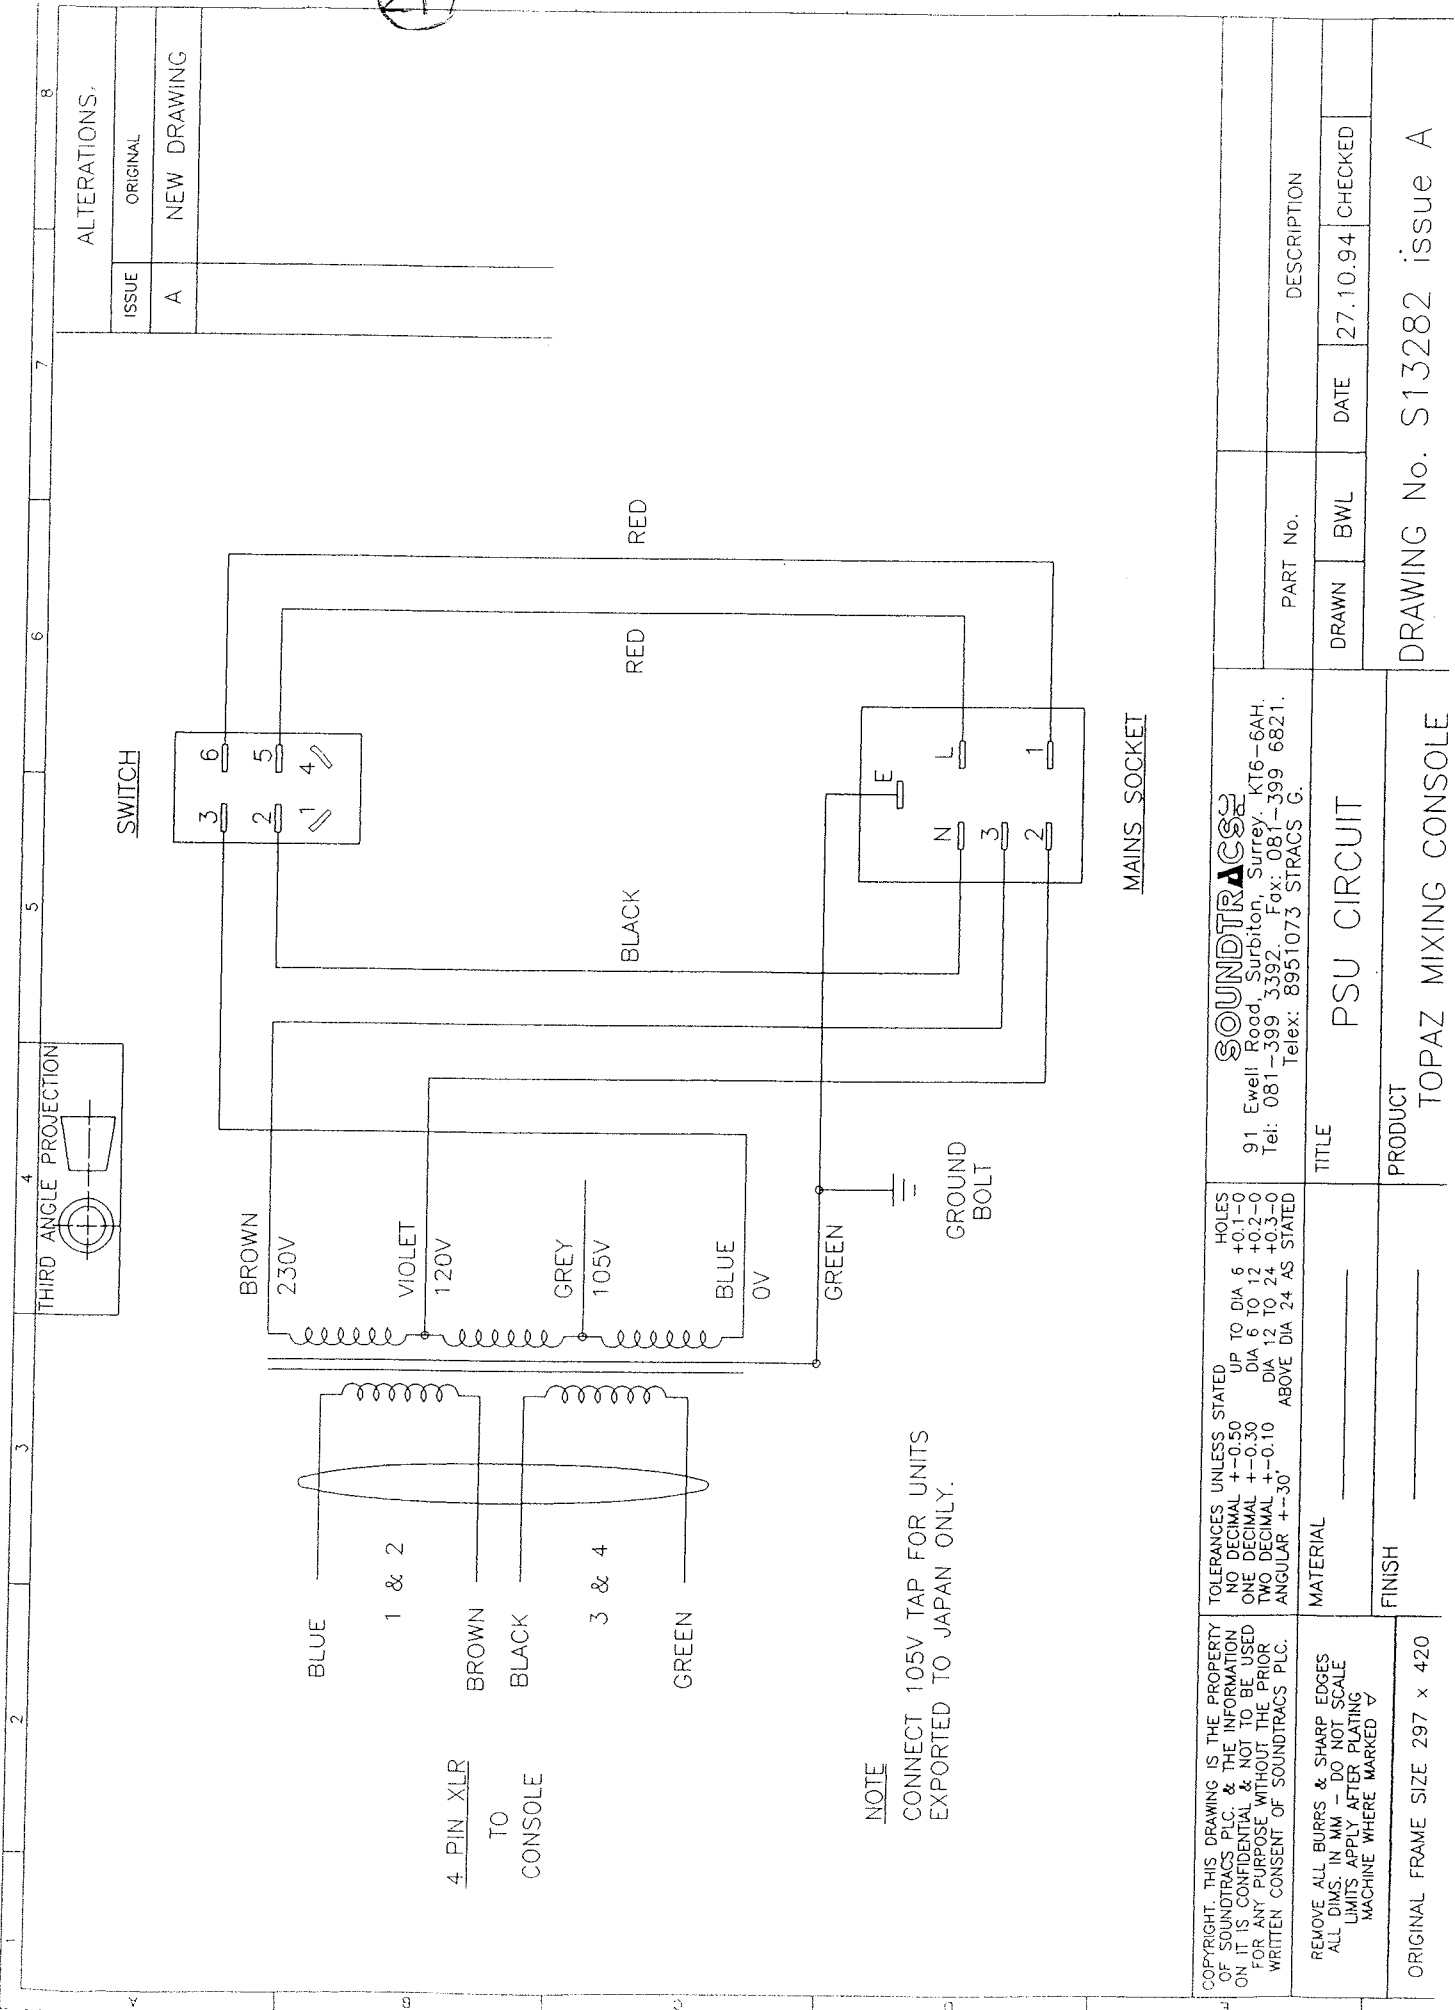 1
2
3
4
5
6
7
8
A
B
C
D
F
THIRD ANGLE PROJECTION
ALTERATIONS.
ISSUE
ORIGINAL
A
NEW DRAWING
4 PIN XLR
TO
CONSOLE
BLUE
1 & 2
BROWN
BLACK
3 & 4
GREEN
BROWN
230V
VIOLET
120V
GREY
105V
BLUE
0V
GREEN
GROUND
BOLT
SWITCH
3
6
2
5
1
4
BLACK
RED
RED
E
N
L
3
2
1
MAINS SOCKET
NOTE
CONNECT 105V TAP FOR UNITS
EXPORTED TO JAPAN ONLY.
COPYRIGHT. THIS DRAWING IS THE PROPERTY
OF SOUNDTRACS PLC. & THE INFORMATION
ON IT IS CONFIDENTIAL & NOT TO BE USED
FOR ANY PURPOSE WITHOUT THE PRIOR
WRITTEN CONSENT OF SOUNDTRACS PLC.
REMOVE ALL BURRS & SHARP EDGES
ALL DIMS. IN MM - DO NOT SCALE
LIMITS APPLY AFTER PLATING
MACHINE WHERE MARKED
ORIGINAL FRAME SIZE 297 x 420
TOLERANCES UNLESS STATED
HOLES
NO DECIMAL +-0.50 UP TO DIA 6 +0.1-0
ONE DECIMAL +-0.30 DIA 6 TO 12 +0.2-0
TWO DECIMAL +-0.10 DIA 12 TO 24 +0.3-0
ANGULAR +-30' ABOVE DIA 24 AS STATED
MATERIAL
FINISH
SOUNDTRACS
91 Ewell Road, Surbiton, Surrey. KT6-6AH.
Tel: 081-399 3392. Fax: 081-399 6821.
Telex: 8951073 STRACS G.
TITLE
PSU CIRCUIT
PRODUCT
TOPAZ MIXING CONSOLE
PART No.
DESCRIPTION
DRAWN
BWL
DATE
27.10.94
CHECKED
DRAWING No. S13282 issue A